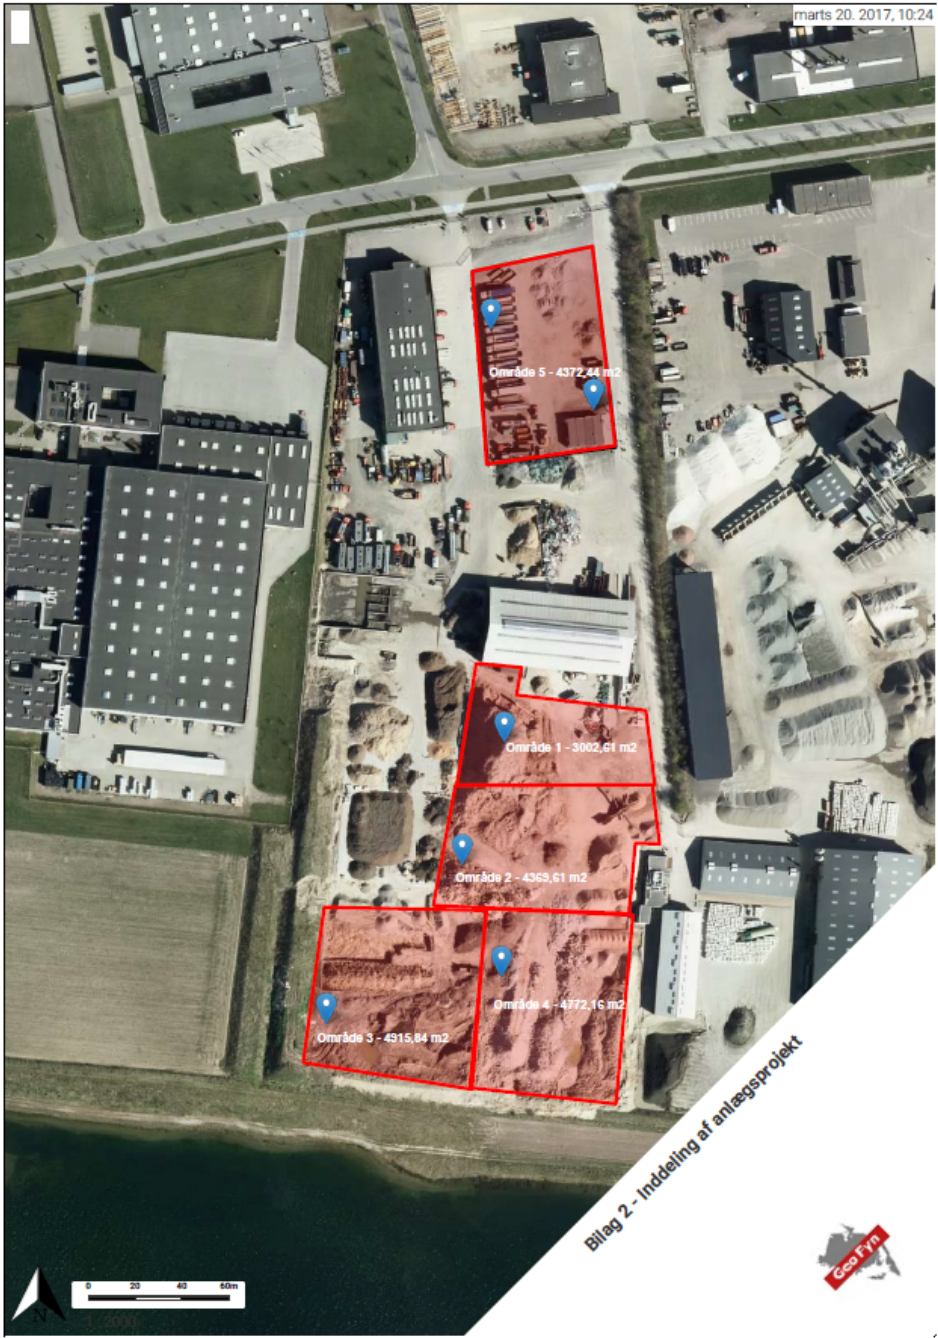 marts 20. 2017, 10:24
Område 5 - 4372,44 m2
Område 1 - 3002,61 m2
Område 2 - 4369,61 m2
Område 3 - 4915,84 m2
Område 4 - 4772,16 m2
Bilag 2 - Inddeling af anlægsprojekt
Geo Fyn
0 20 40 60m
N
1 : 2000